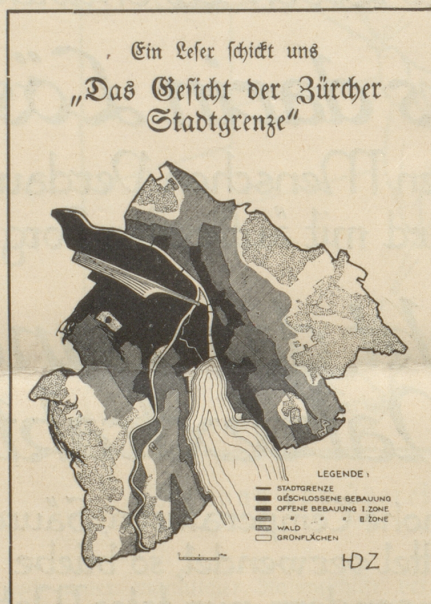 Ein Leser schickt uns
„Das Gesicht der Zürcher
Stadtgrenze“
LEGENDE:
STADTGRENZE
GESCHLOSSENE BEBAUUNG
OFFENE BEBAUUNG I. ZONE
" " " II. ZONE
WALD
GRÜNFLÄCHEN
HDZ